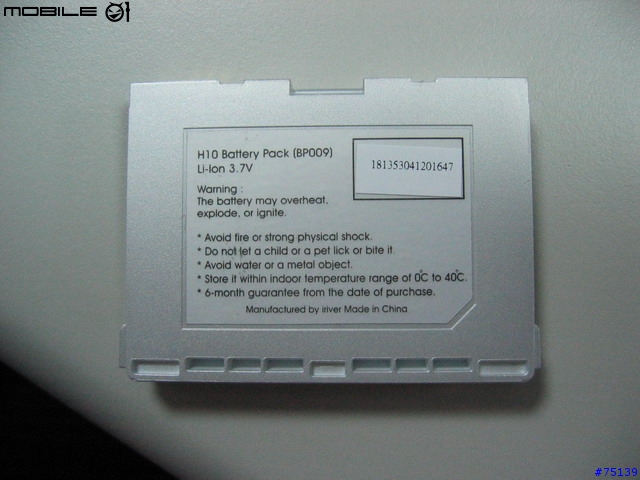 MOBILE 01
H10 Battery Pack (BP009)
Li-Ion 3.7V
181353041201647
Warning :
The battery may overheat,
explode, or ignite.
* Avoid fire or strong physical shock.
* Do not let a child or a pet lick or bite it.
* Avoid water or a metal object.
* Store it within indoor temperature range of 0°C to 40°C.
* 6-month guarantee from the date of purchase.
Manufactured by iriver Made in China
#75139